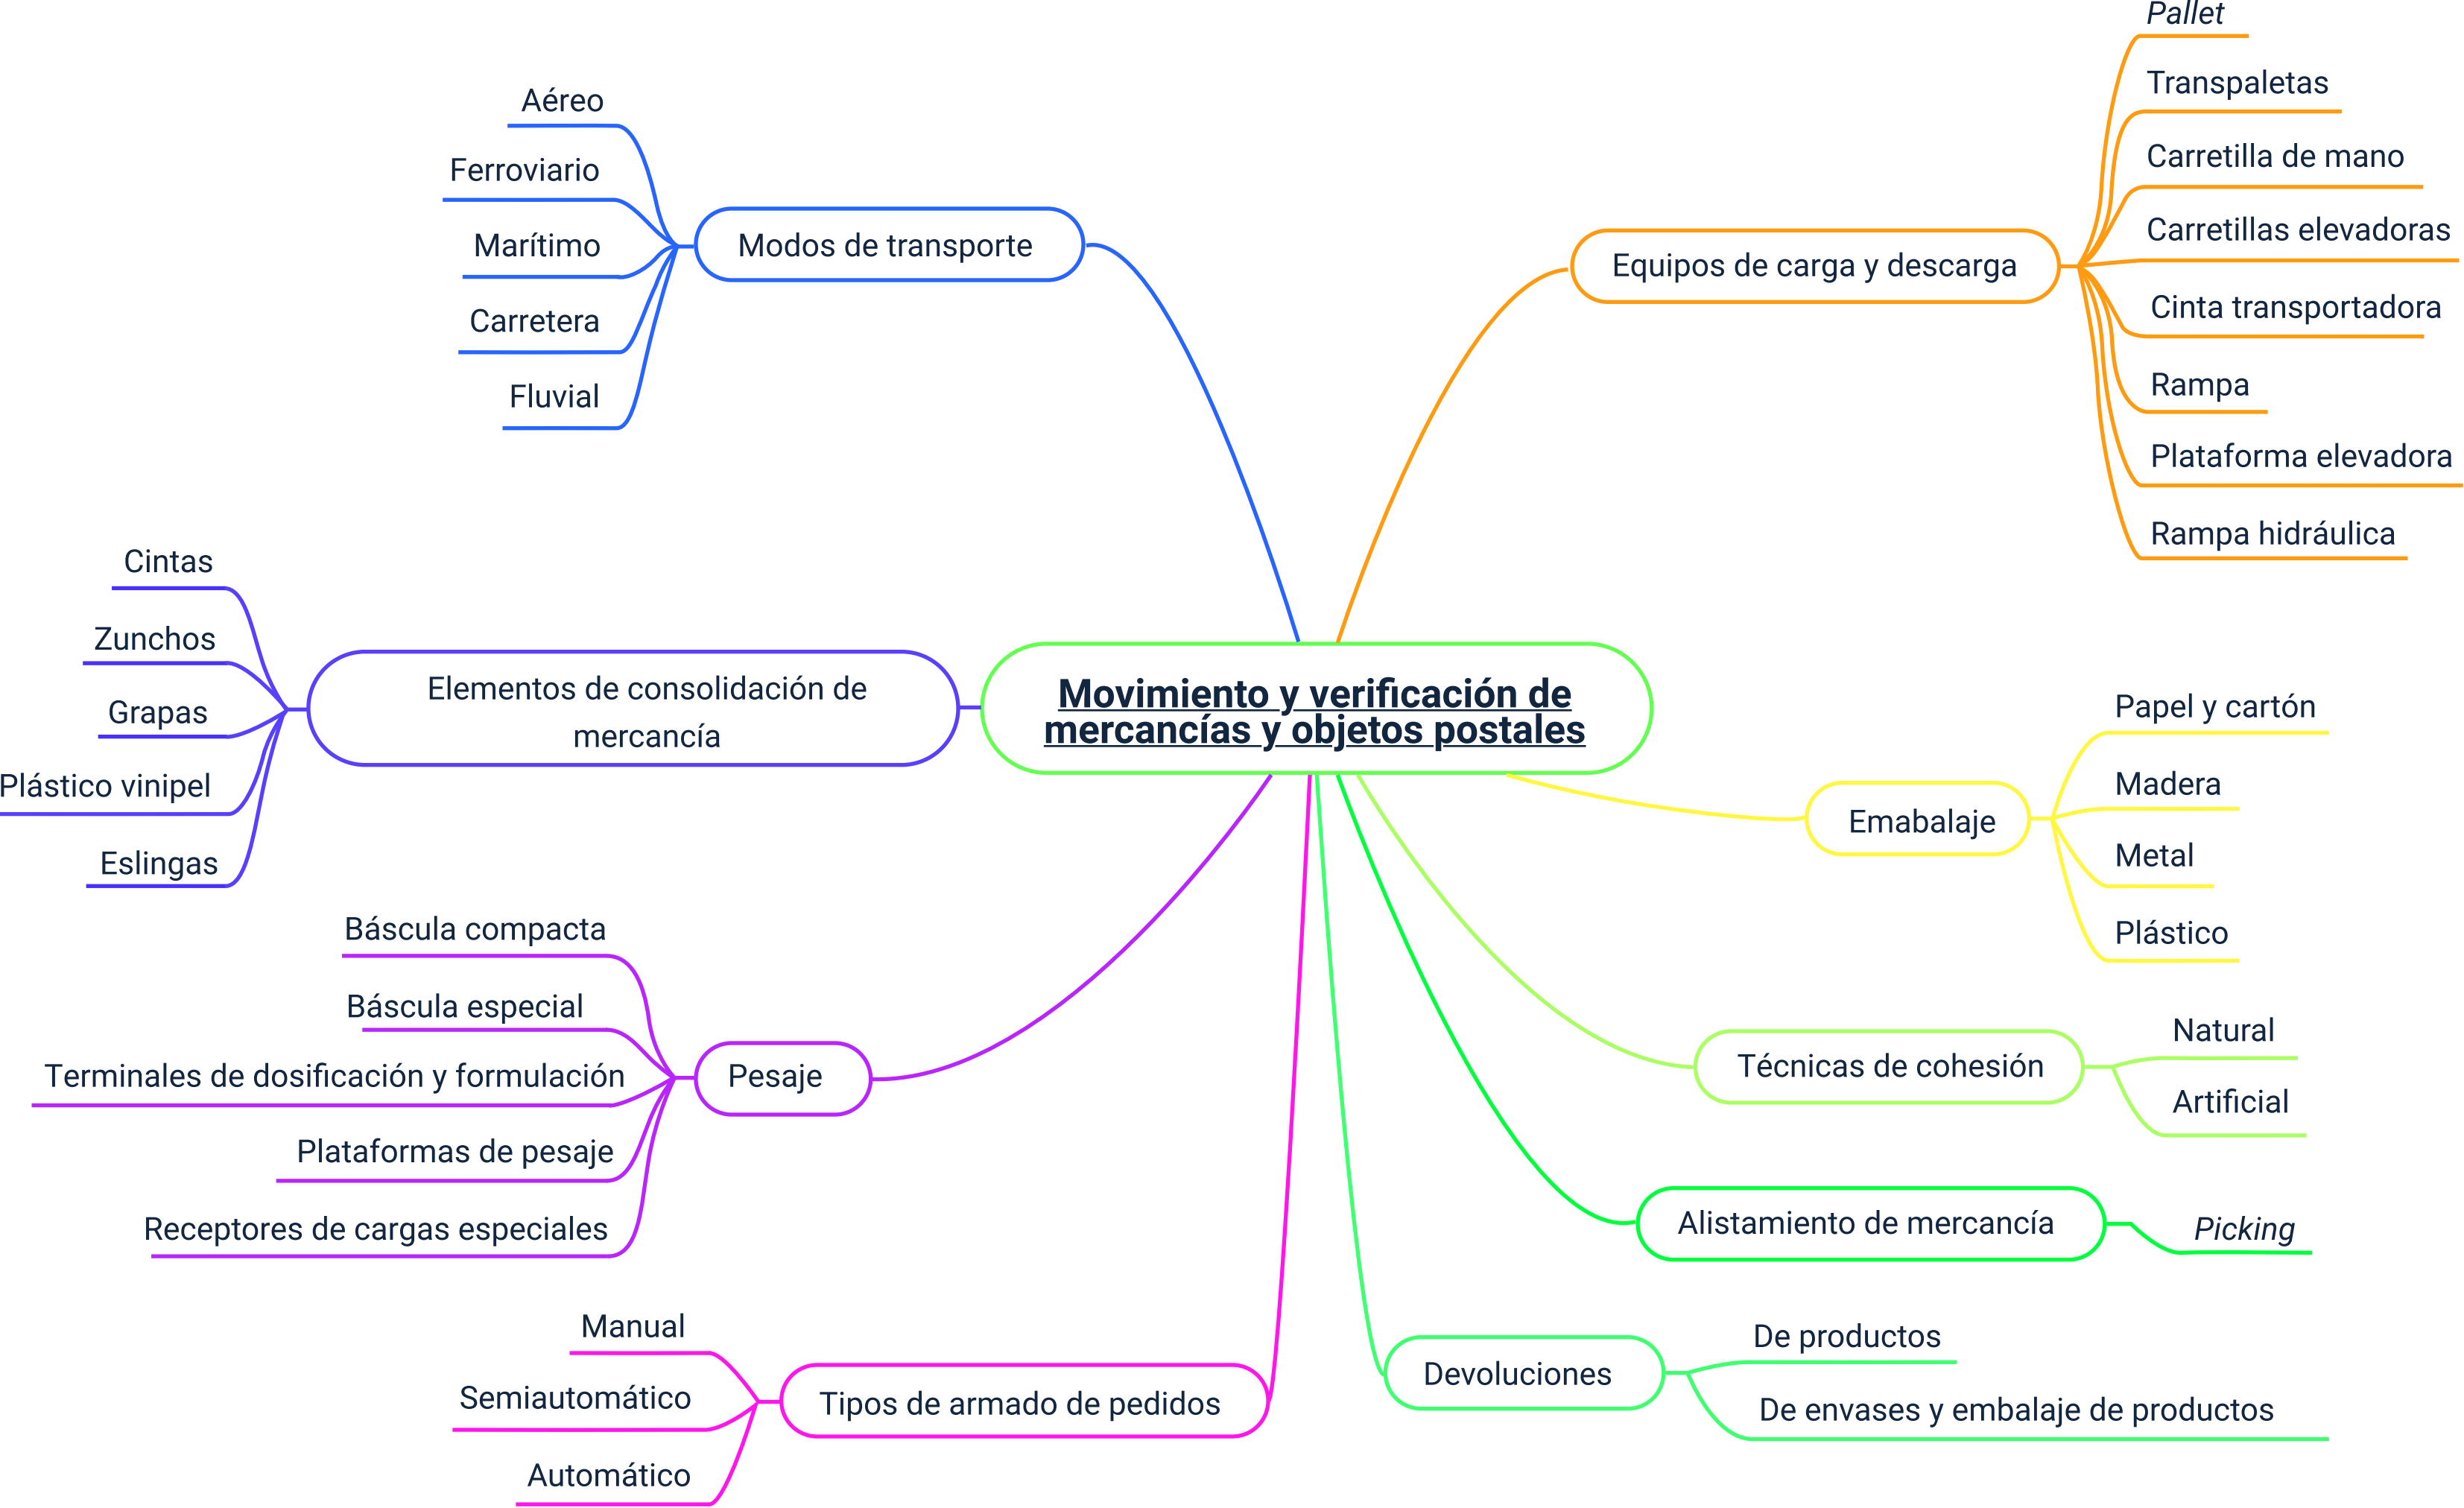 Movimiento y verificación de
mercancías y objetos postales
Modos de transporte
Aéreo
Ferroviario
Marítimo
Carretera
Fluvial
Equipos de carga y descarga
Pallet
Transpaletas
Carretilla de mano
Carretillas elevadoras
Cinta transportadora
Rampa
Plataforma elevadora
Rampa hidráulica
Elementos de consolidación de
mercancía
Cintas
Zunchos
Grapas
Plástico vinipel
Eslingas
Emabalaje
Papel y cartón
Madera
Metal
Plástico
Pesaje
Báscula compacta
Báscula especial
Terminales de dosificación y formulación
Plataformas de pesaje
Receptores de cargas especiales
Técnicas de cohesión
Natural
Artificial
Alistamiento de mercancía
Picking
Tipos de armado de pedidos
Manual
Semiautomático
Automático
Devoluciones
De productos
De envases y embalaje de productos